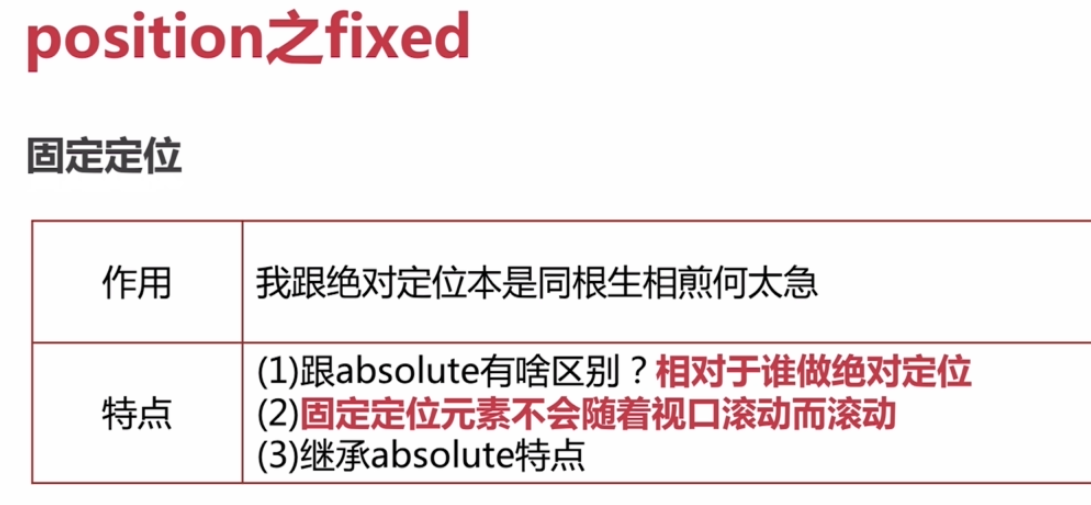 position之fixed
固定定位
作用
我跟绝对定位本是同根生相煎何太急
特点
(1)跟absolute有啥区别？相对于谁做绝对定位
(2)固定定位元素不会随着视口滚动而滚动
(3)继承absolute特点